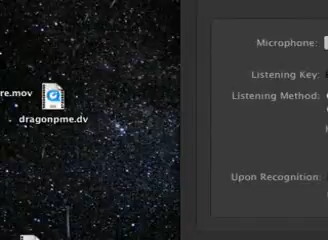 Microphone:
Listening Key:
re.mov
Listening Method:
dragonpme.dv
Upon Recognition: